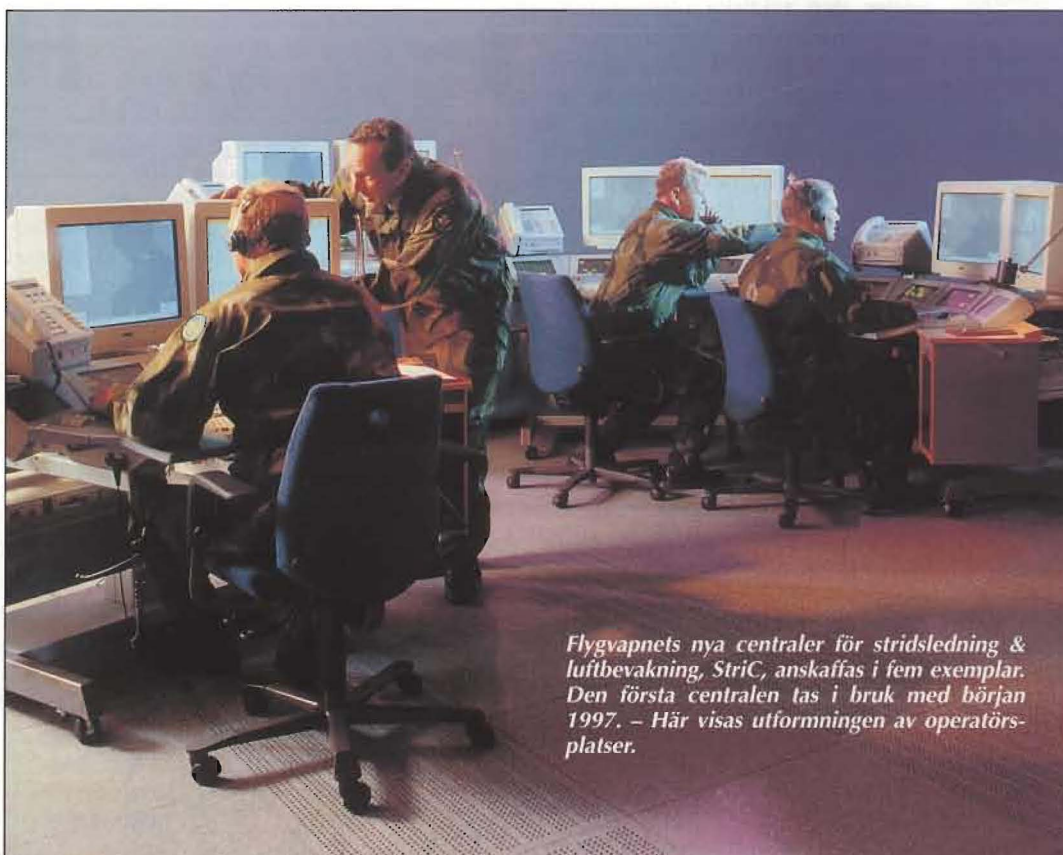 Flygvapnets nya centraler för stridsledning &
luftbevakning, StriC, anskaffas i fem exemplar.
Den första centralen tas i bruk med början
1997. – Här visas utformningen av operatörs-
platser.